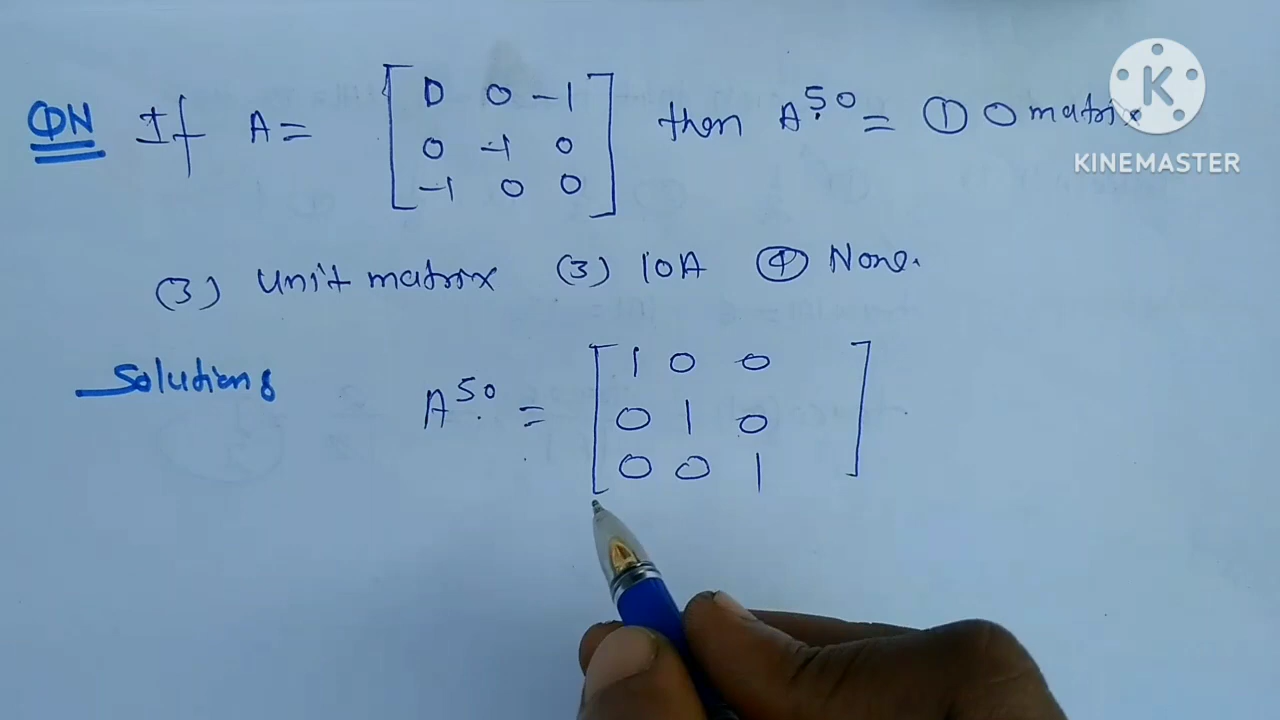 QN If A = [ 0 0 -1 then A^50 = ① 0 matrix
0 -1 0
-1 0 0 ]
(3) unit matrix (3) 10A ④ None.
Solution:
A^50 = [ 1 0 0
0 1 0
0 0 1 ]
KINEMASTER